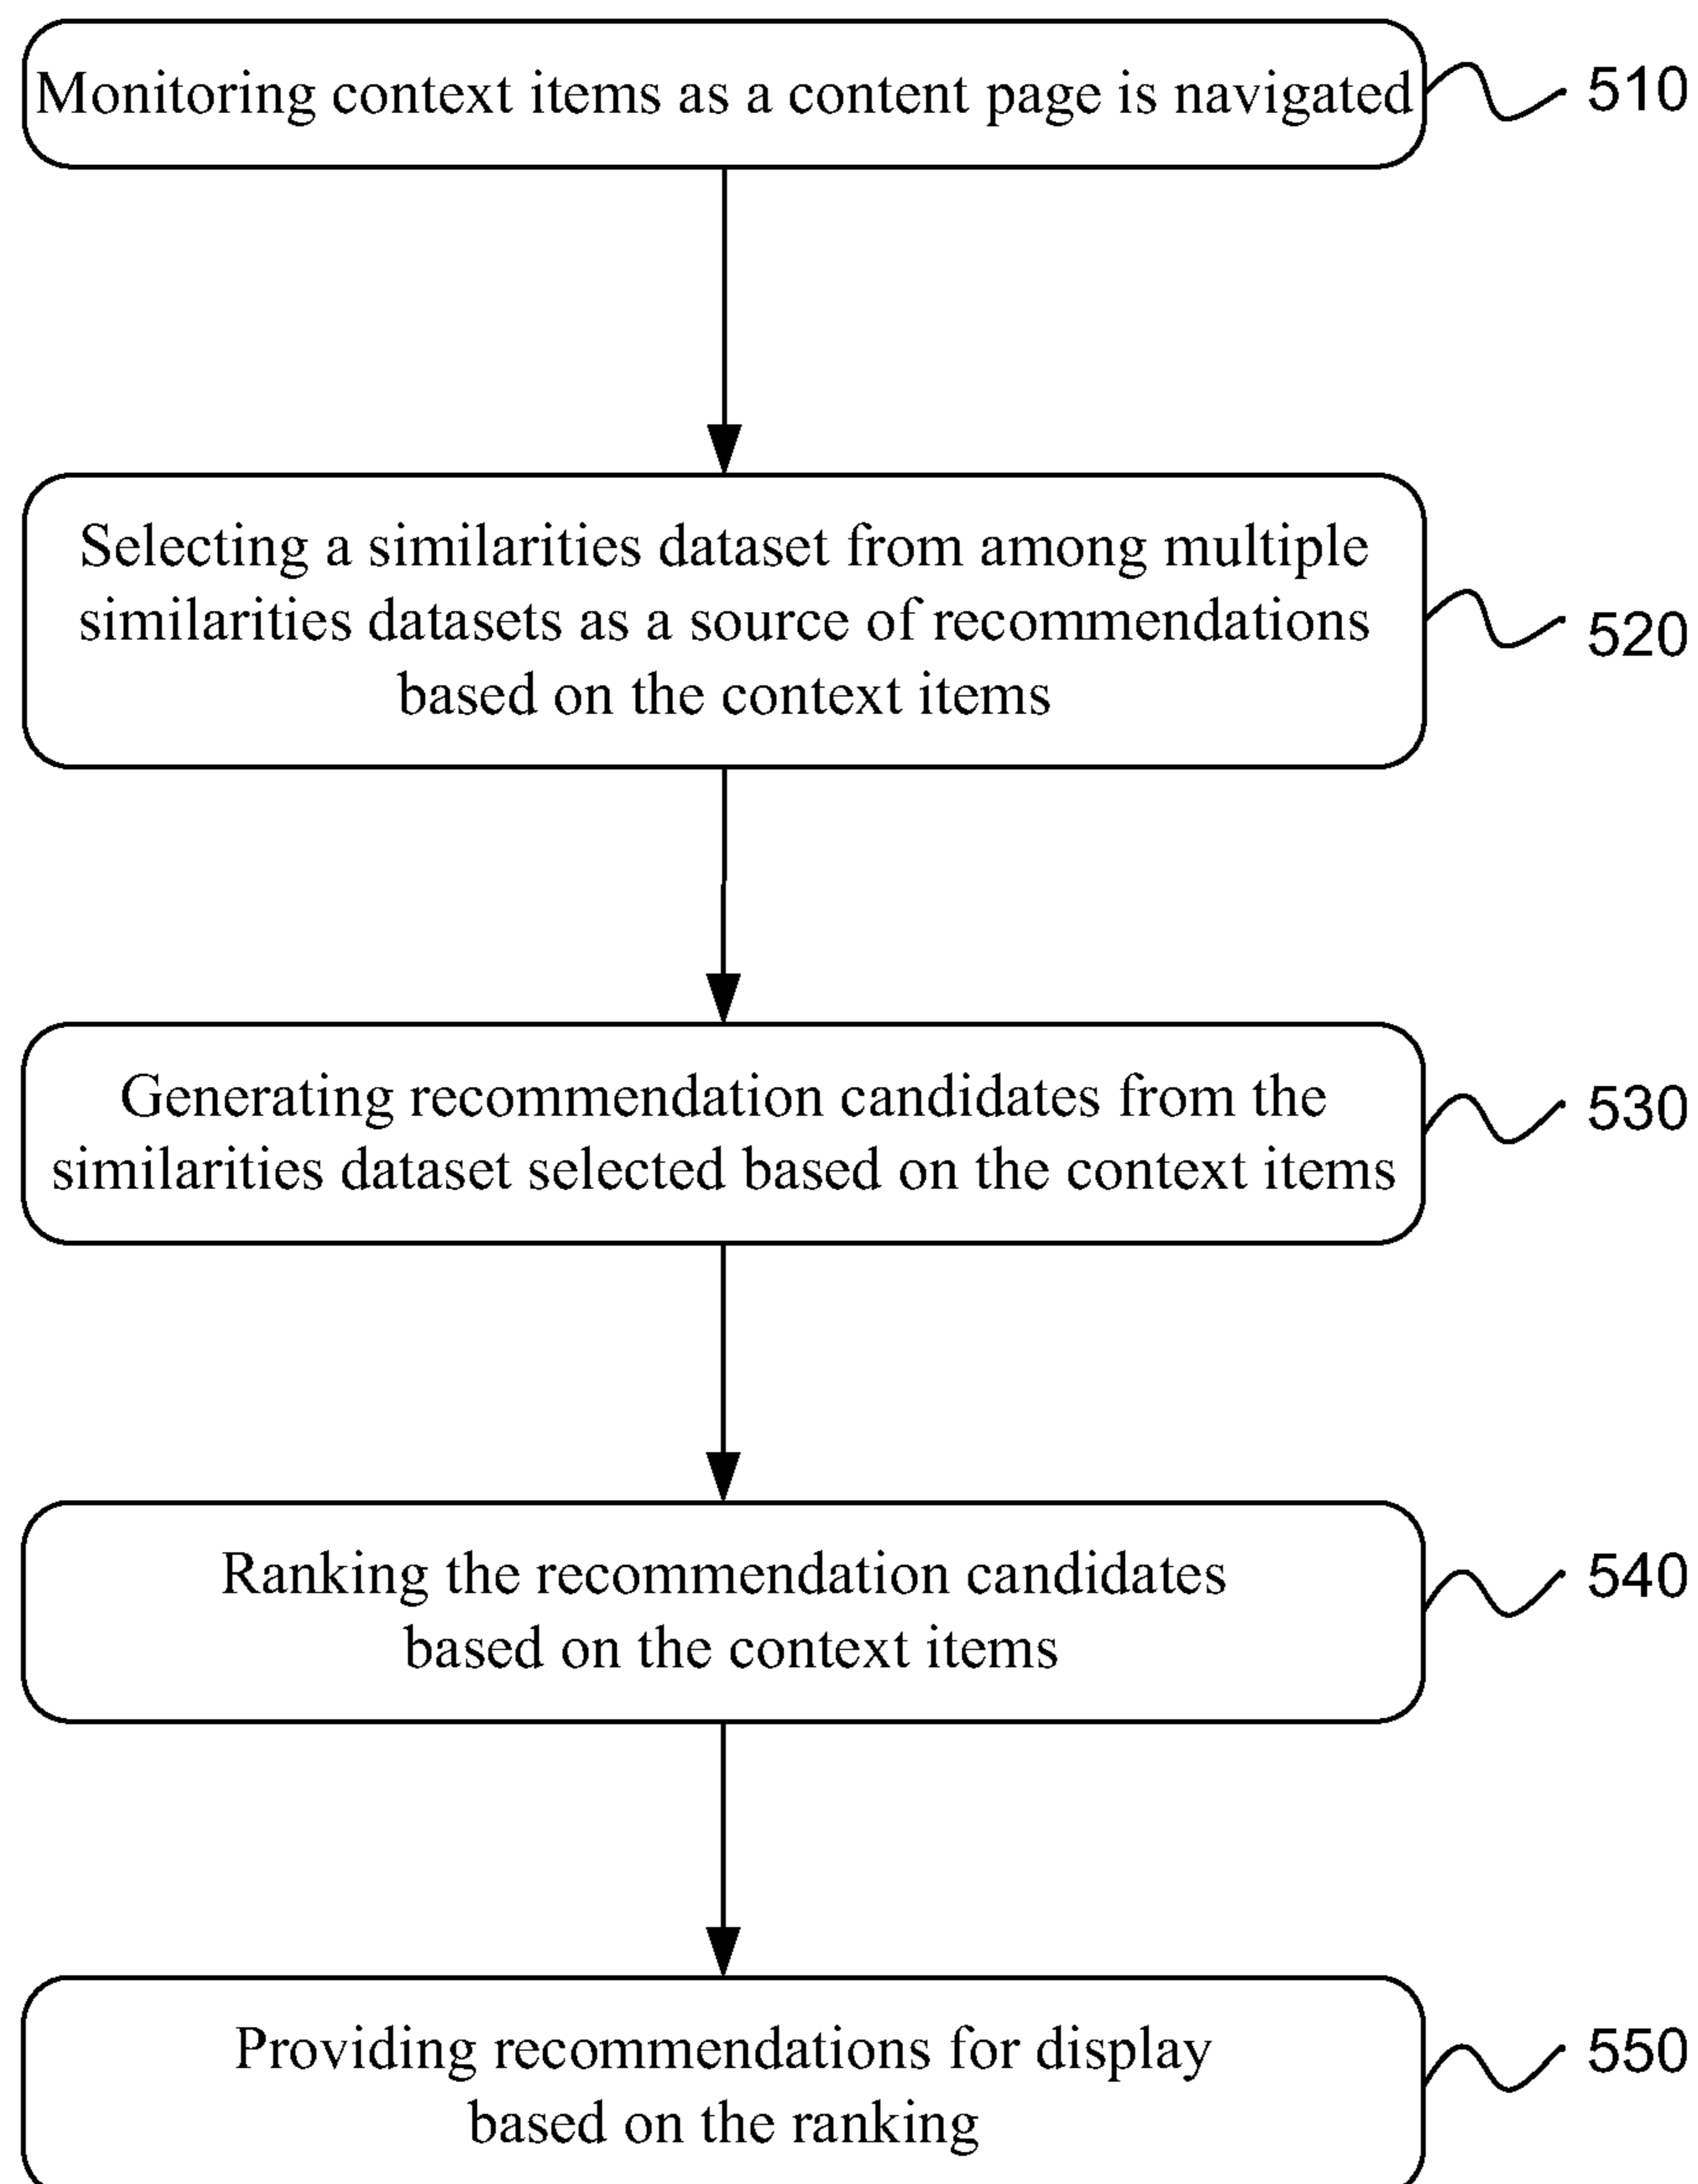 Monitoring context items as a content page is navigated
510
Selecting a similarities dataset from among multiple
similarities datasets as a source of recommendations
based on the context items
520
Generating recommendation candidates from the
similarities dataset selected based on the context items
530
Ranking the recommendation candidates
based on the context items
540
Providing recommendations for display
based on the ranking
550